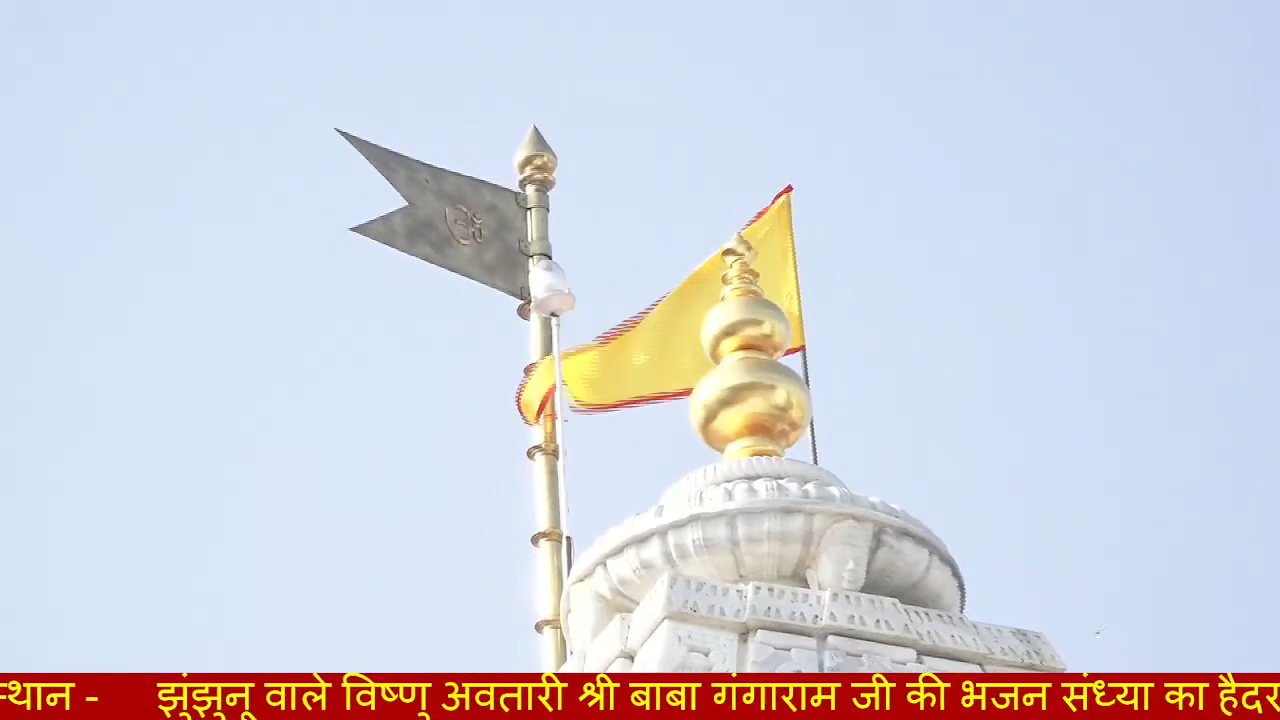 ॐ
स्थान - झुंझुनू वाले विष्णु अवतारी श्री बाबा गंगाराम जी की भजन संध्या का